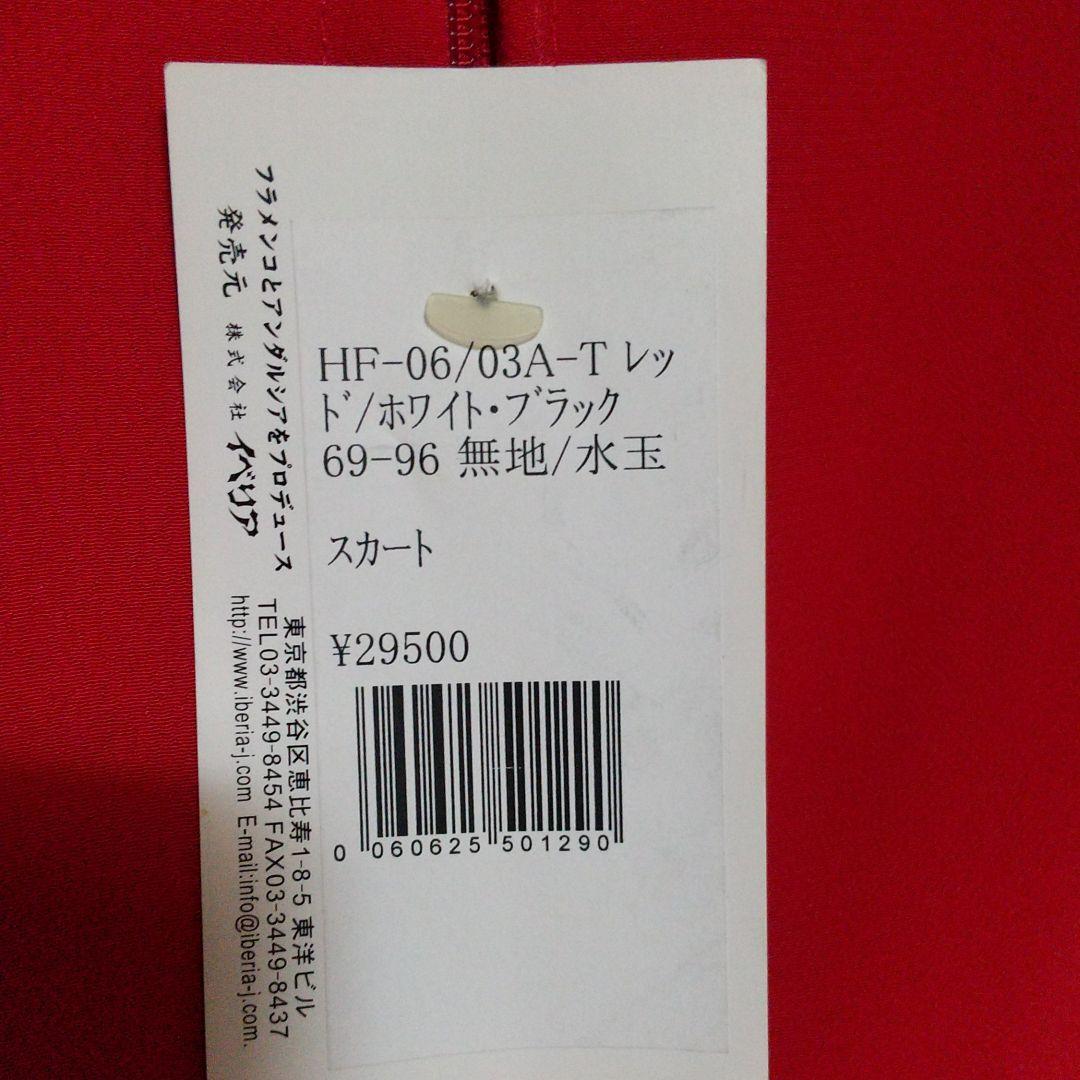 HF-06/03A-T レッ
ド/ホワイト・ブラック
69-96 無地/水玉
スカート
¥29500
0 060625 501290
フラメンコとアンダルシアをプロデュース
発売元 株式会社 イベリア
東京都渋谷区恵比寿1-8-5 東洋ビル
TEL03-3449-8454 FAX03-3449-8437
http://www.iberia-j.com E-mail:info@iberia-j.com.